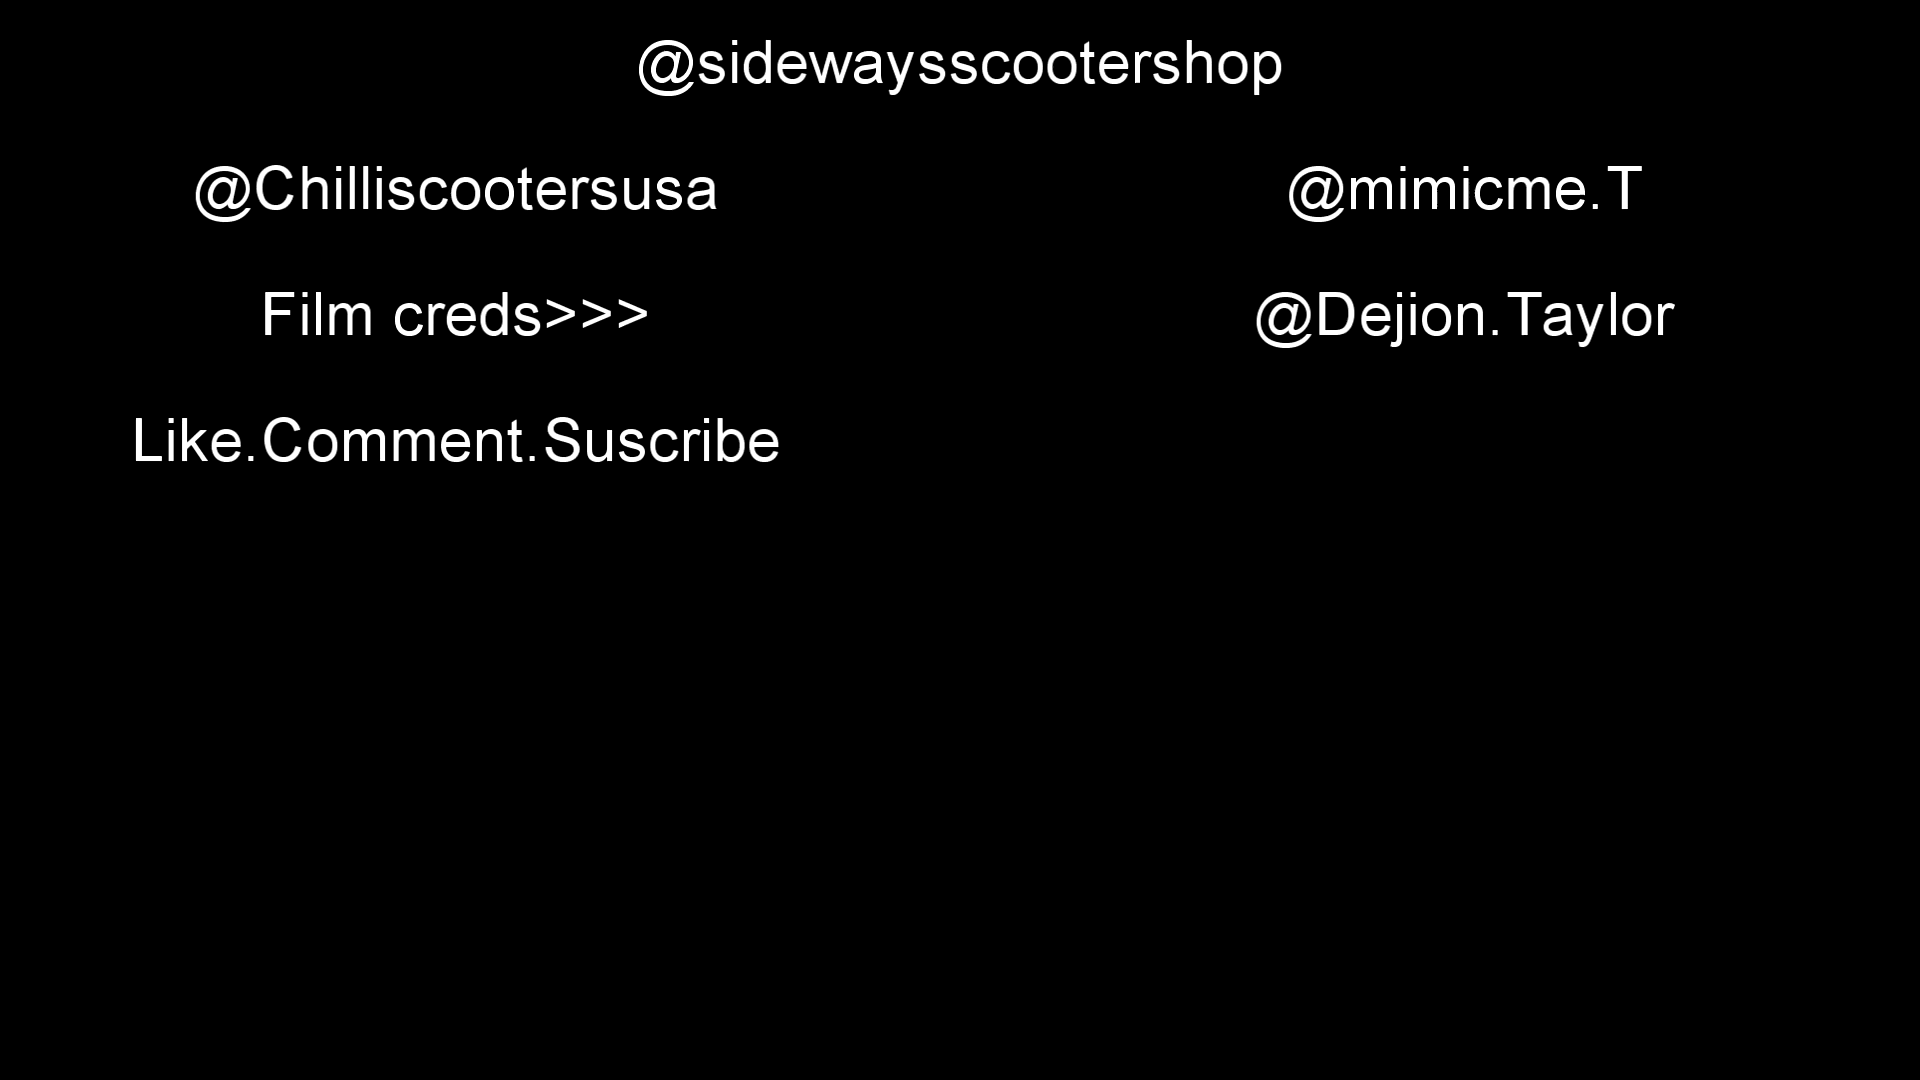 @sidewaysscootershop
@Chilliscootersusa
@mimicme.T
Film creds>>>
@Dejion.Taylor
Like.Comment.Suscribe